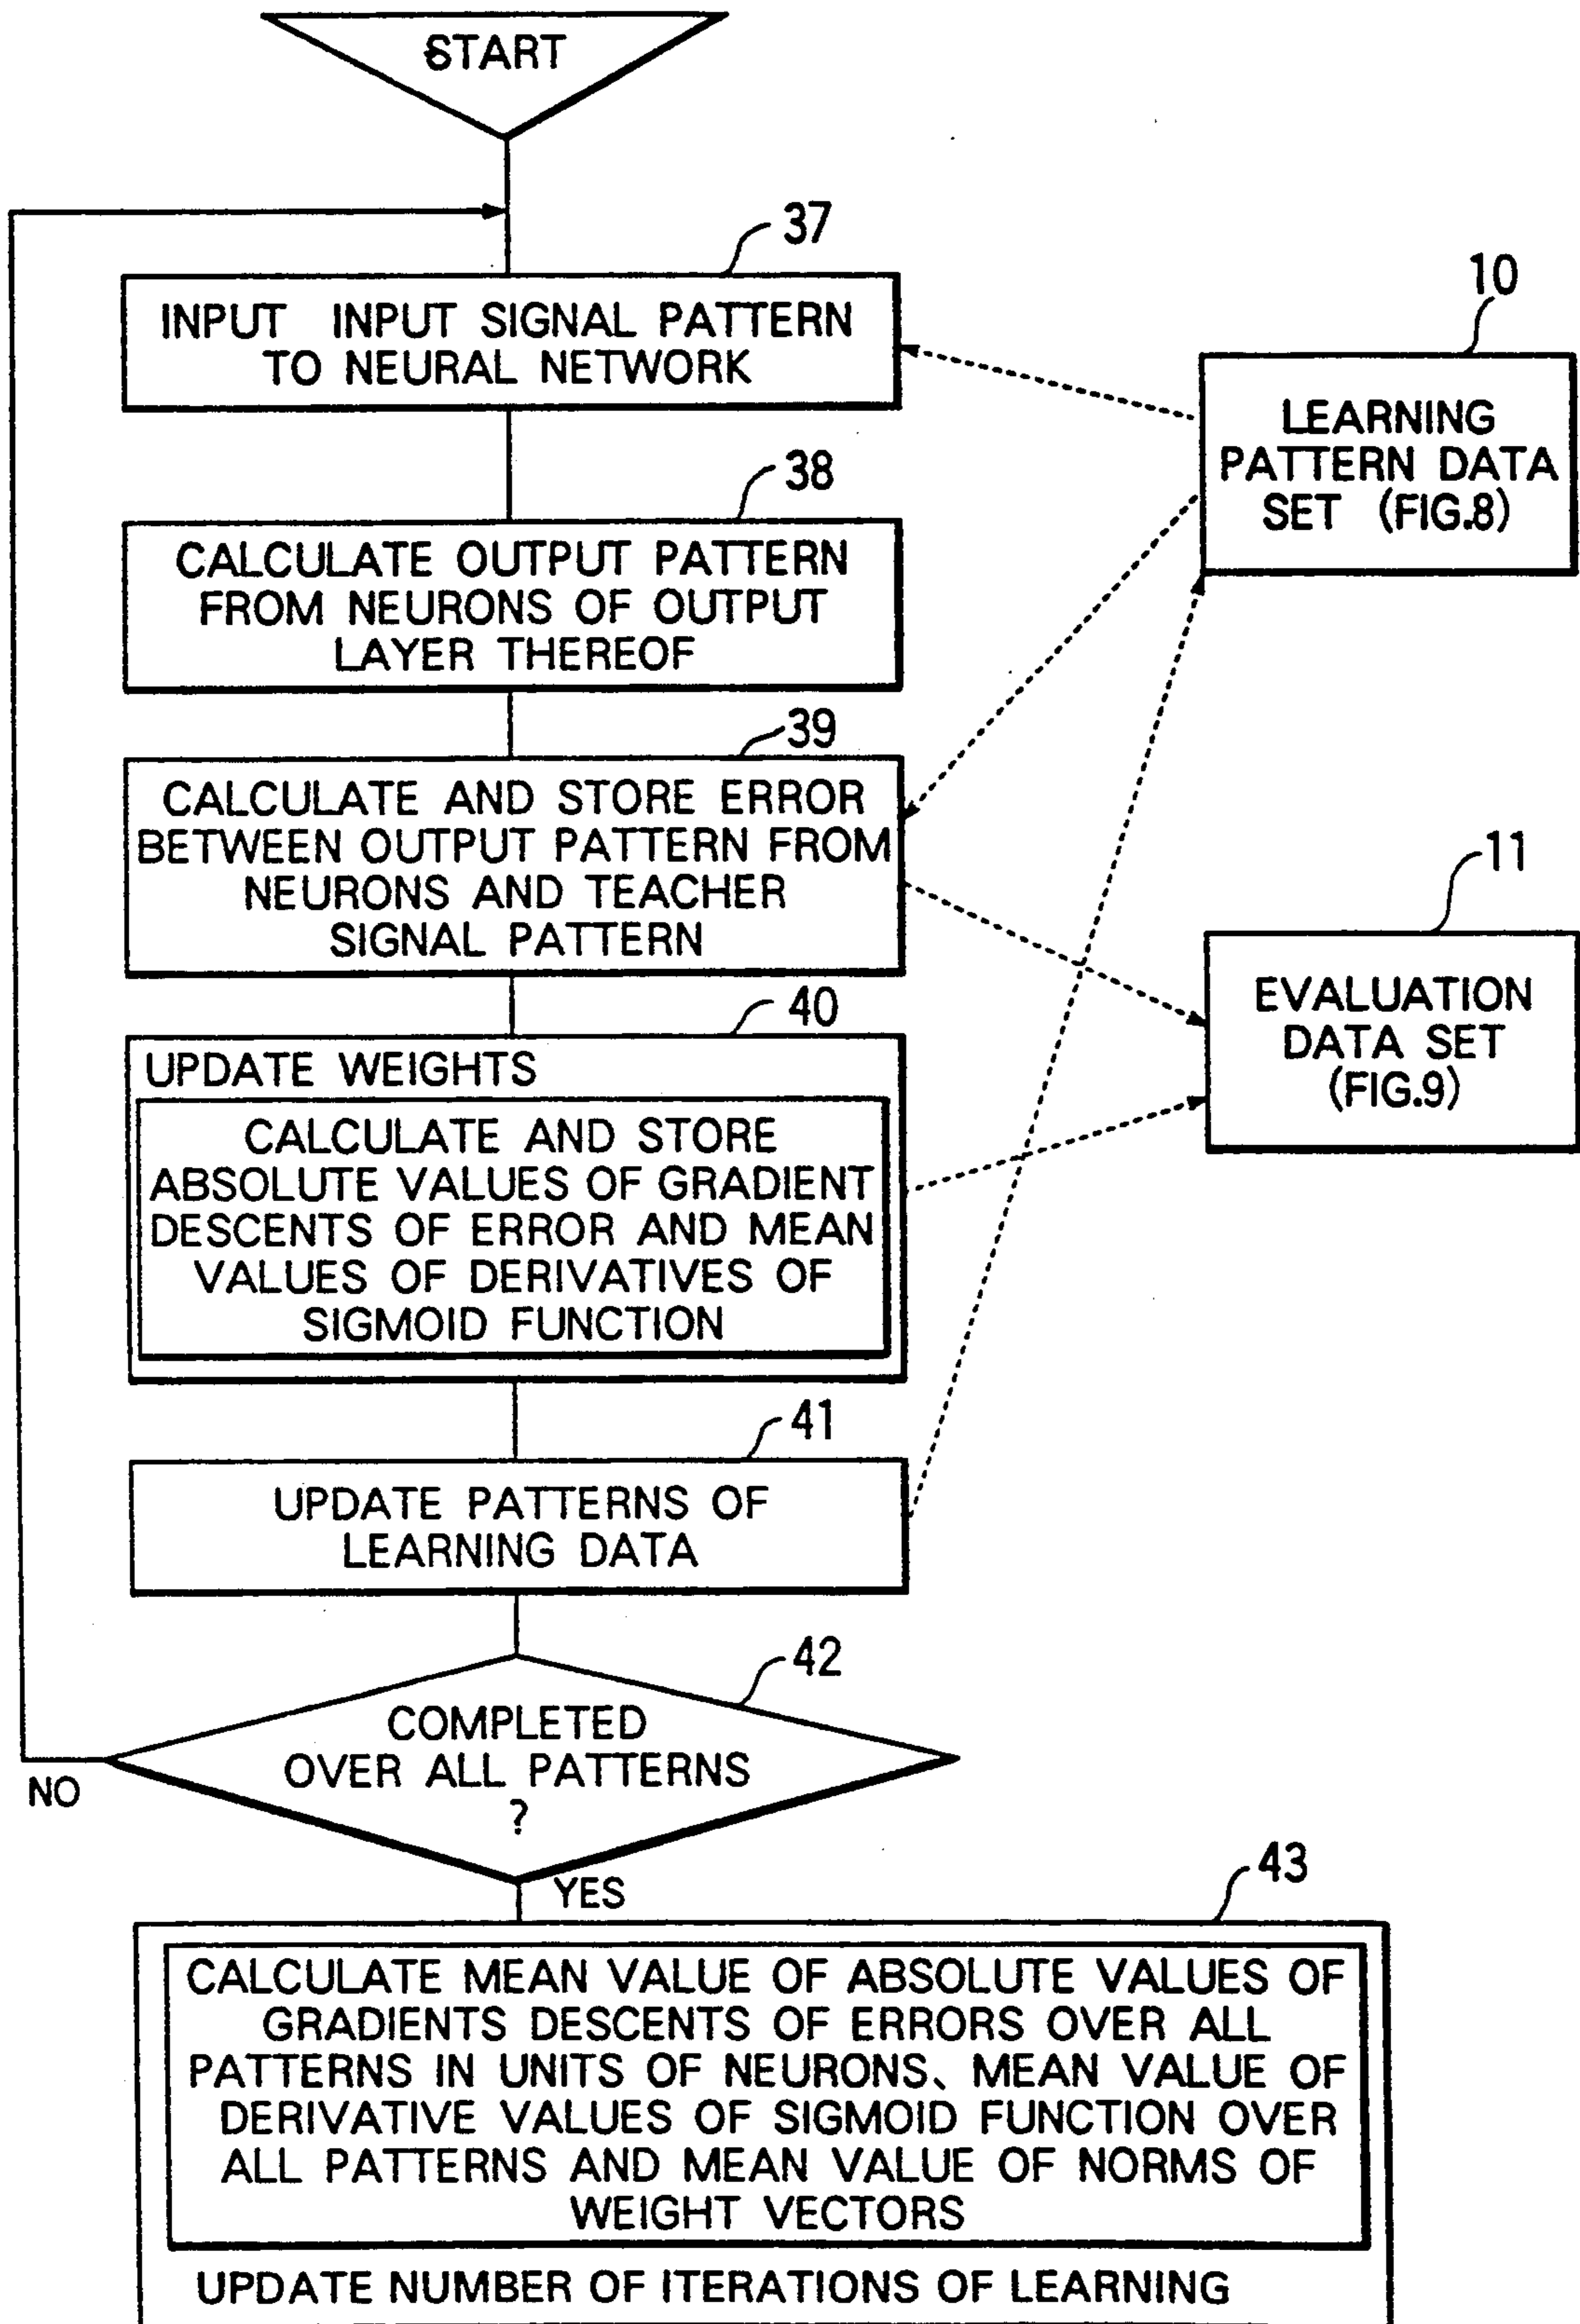 START
37
INPUT INPUT SIGNAL PATTERN
TO NEURAL NETWORK
10
LEARNING
PATTERN DATA
SET (FIG.8)
38
CALCULATE OUTPUT PATTERN
FROM NEURONS OF OUTPUT
LAYER THEREOF
39
CALCULATE AND STORE ERROR
BETWEEN OUTPUT PATTERN FROM
NEURONS AND TEACHER
SIGNAL PATTERN
11
EVALUATION
DATA SET
(FIG.9)
40
UPDATE WEIGHTS
CALCULATE AND STORE
ABSOLUTE VALUES OF GRADIENT
DESCENTS OF ERROR AND MEAN
VALUES OF DERIVATIVES OF
SIGMOID FUNCTION
41
UPDATE PATTERNS OF
LEARNING DATA
42
COMPLETED
OVER ALL PATTERNS
?
NO
YES
43
CALCULATE MEAN VALUE OF ABSOLUTE VALUES OF
GRADIENTS DESCENTS OF ERRORS OVER ALL
PATTERNS IN UNITS OF NEURONS、MEAN VALUE OF
DERIVATIVE VALUES OF SIGMOID FUNCTION OVER
ALL PATTERNS AND MEAN VALUE OF NORMS OF
WEIGHT VECTORS
UPDATE NUMBER OF ITERATIONS OF LEARNING